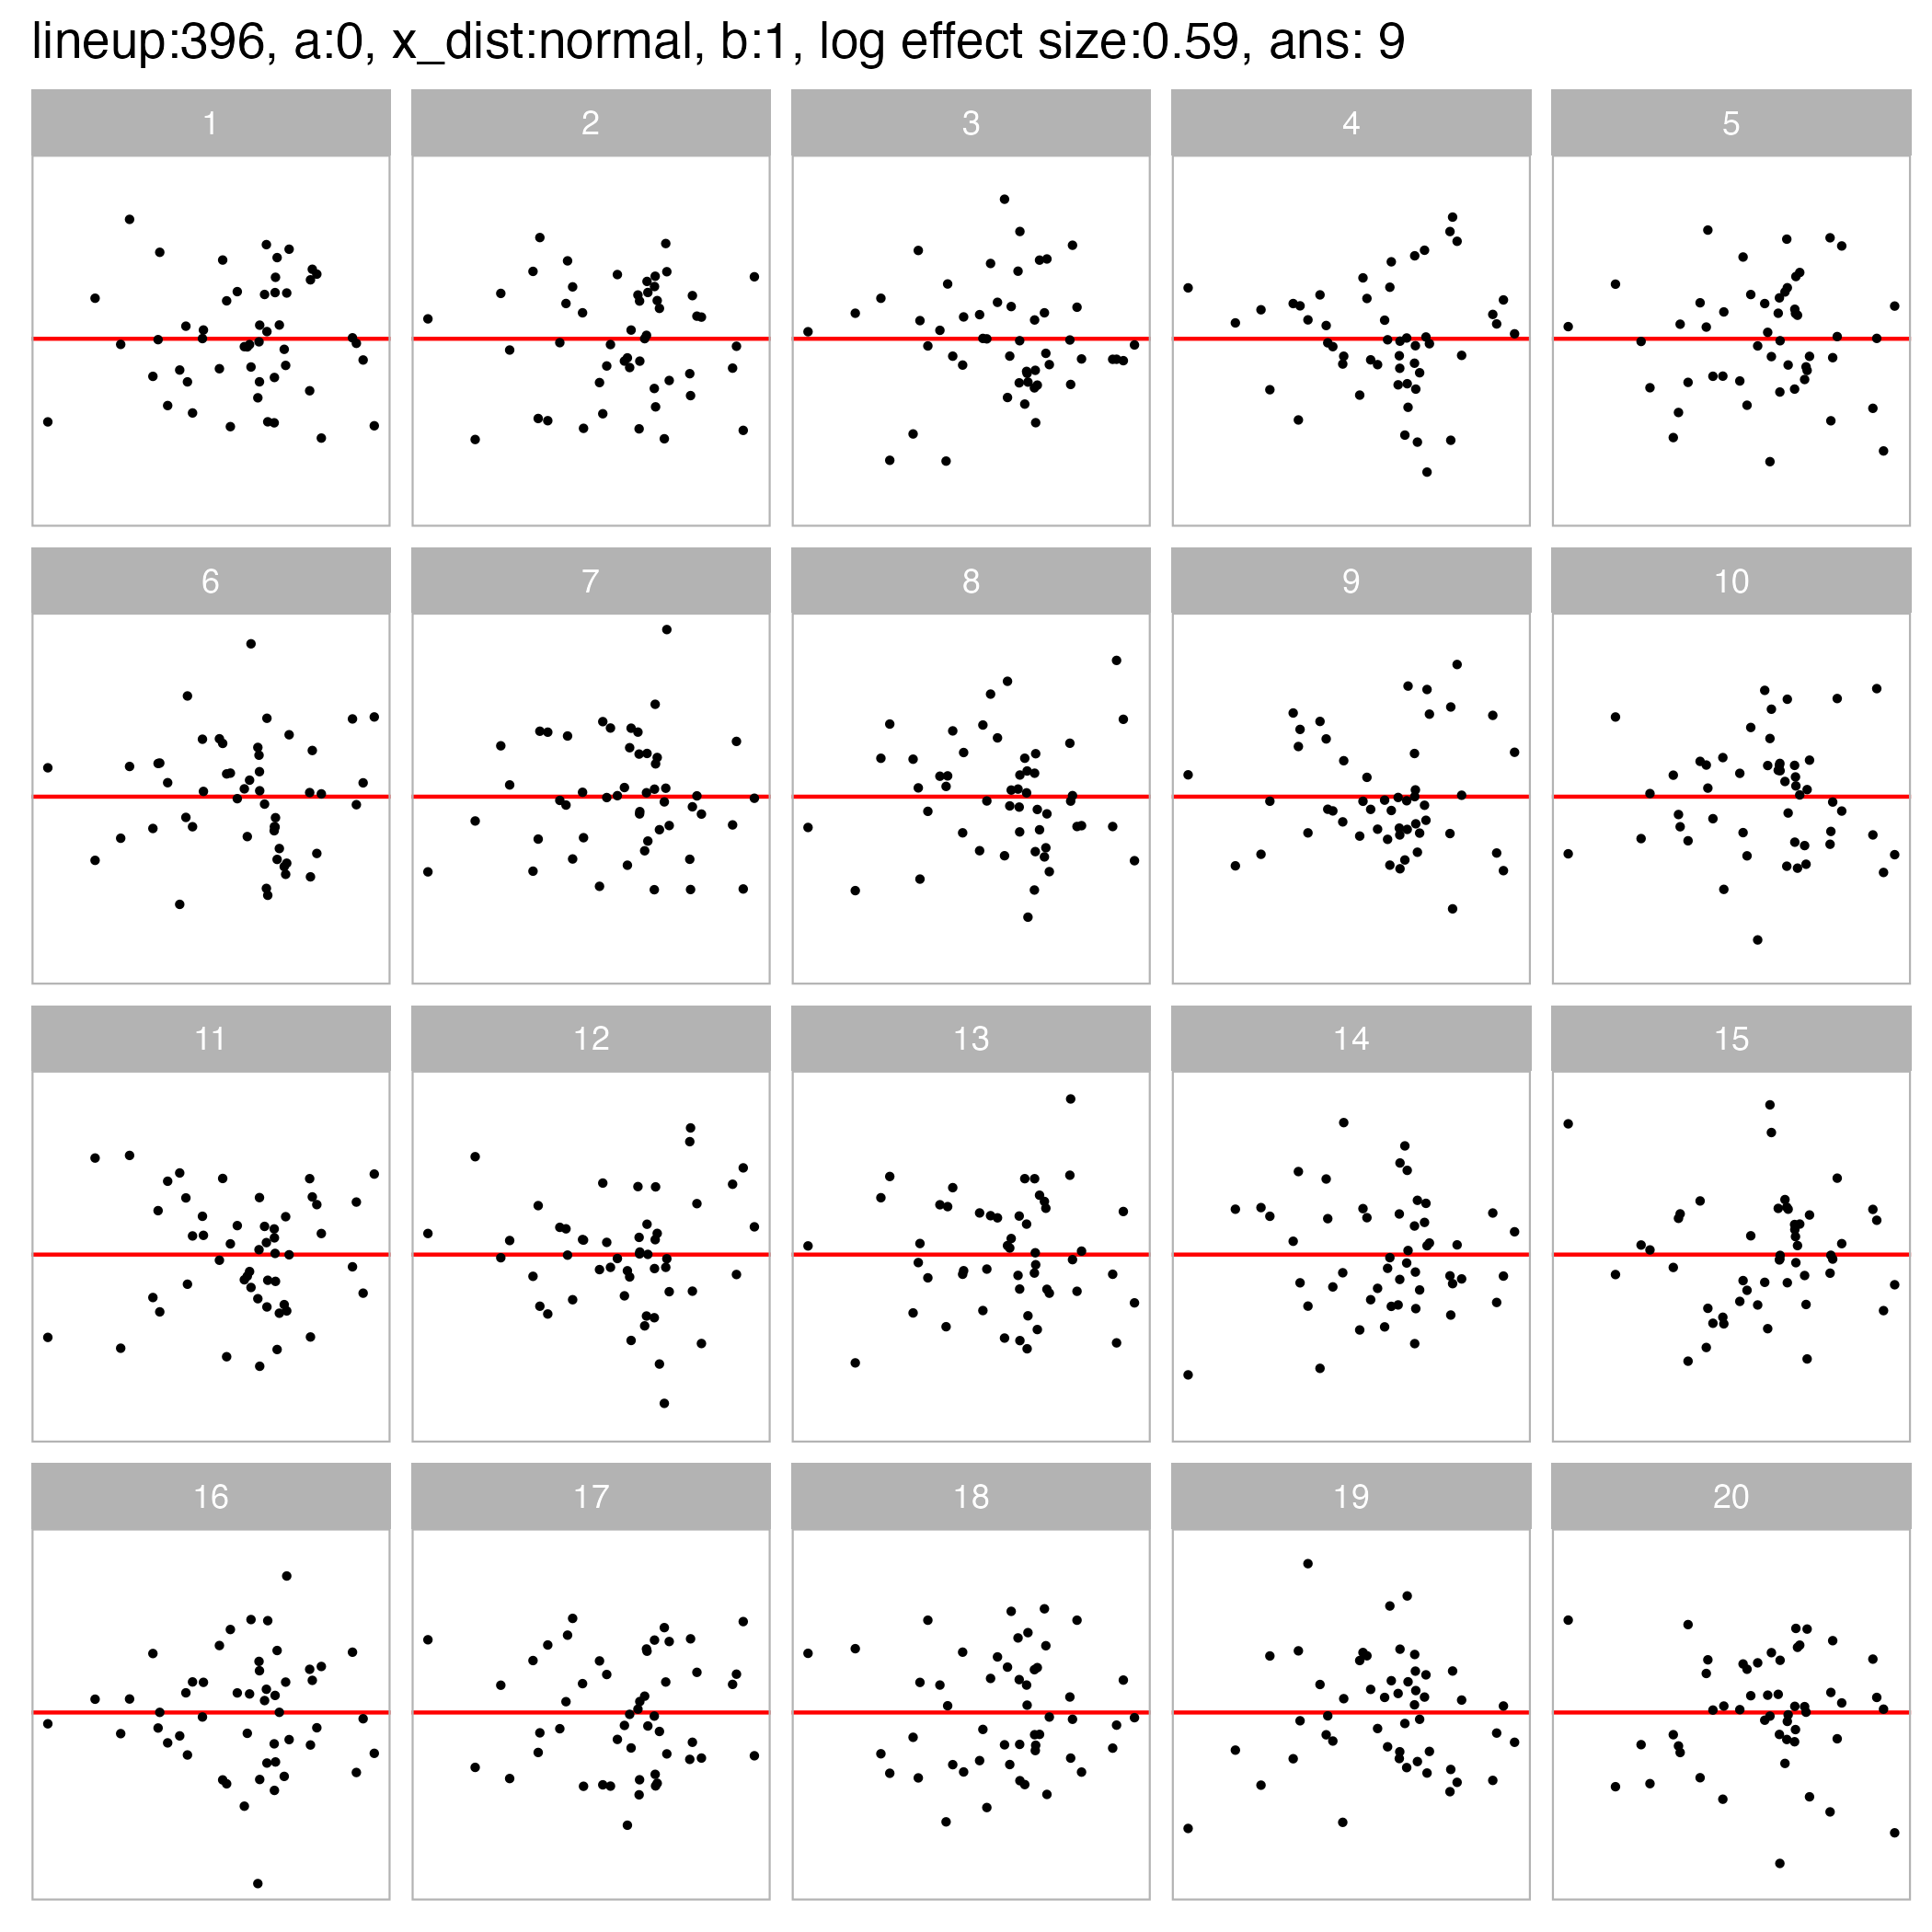 lineup:396, a:0, x_dist:normal, b:1, log effect size:0.59, ans: 9
1 2 3 4 5
6 7 8 9 10
11 12 13 14 15
16 17 18 19 20